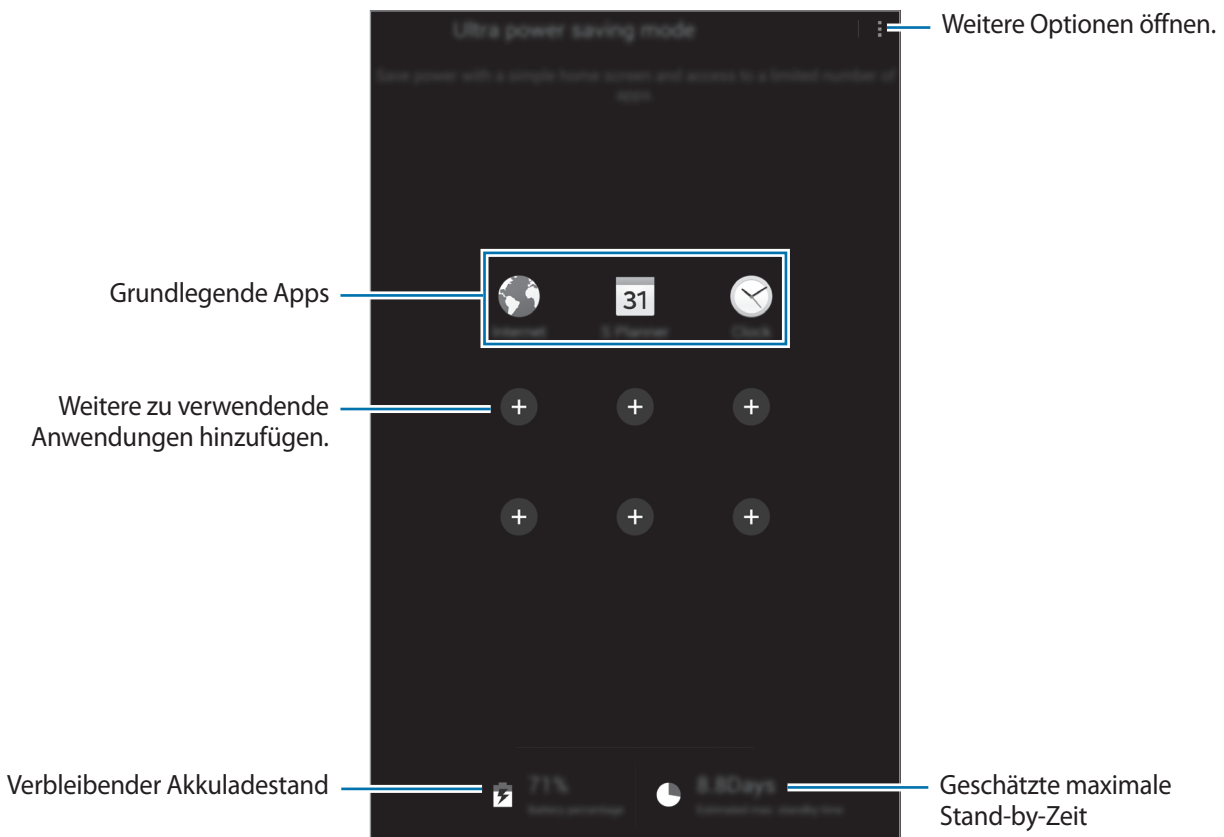 Ultra power saving mode
Weitere Optionen öffnen.
Save power with a simple home screen and access to a limited number of
apps.
Grundlegende Apps
31
Internet
S Planner
Clock
Weitere zu verwendende
Anwendungen hinzufügen.
+ + +
+ + +
Verbleibender Akkuladestand
71%
Battery percentage
8.8Days
Estimated max. standby time
Geschätzte maximale
Stand-by-Zeit